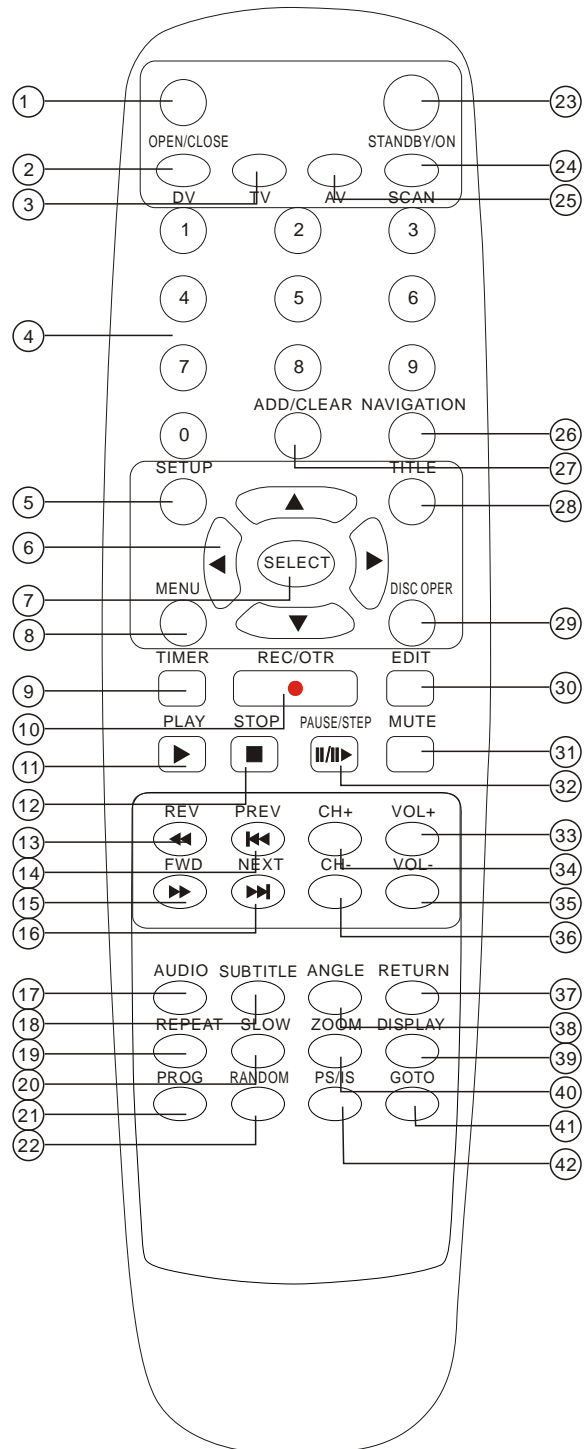 1 23
OPEN/CLOSE STANDBY/ON
2 24
3 25
DV TV AV SCAN
1 2 3
4 5 6
4
7 8 9
ADD/CLEAR NAVIGATION
0 26
27
SETUP TITLE
5 28
6
SELECT
7
MENU DISC OPER
8 29
TIMER REC/OTR EDIT
9 30
10
PLAY STOP PAUSE/STEP MUTE
11 31
12 32
REV PREV CH+ VOL+
13 33
14 34
FWD NEXT CH- VOL-
15 35
16 36
AUDIO SUBTITLE ANGLE RETURN
17 37
18 38
REPEAT SLOW ZOOM DISPLAY
19 39
20 40
PROG RANDOM PS/IS GOTO
21 41
22 42